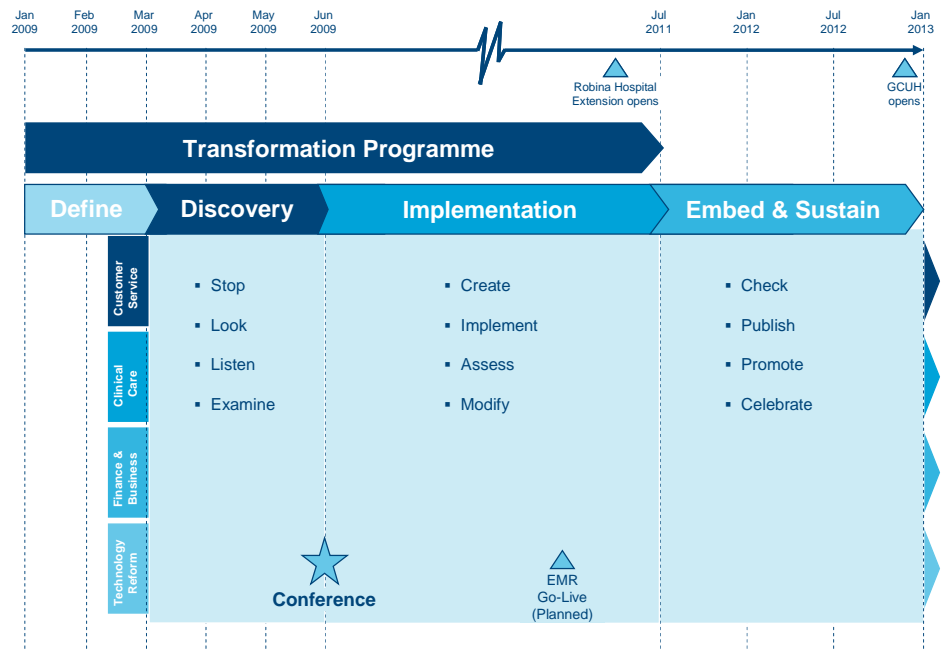 Jan Feb Mar Apr May Jun Jul Jan Jul Jan
2009 2009 2009 2009 2009 2009 2011 2012 2012 2013
Robina Hospital
Extension opens
GCUH
opens
Transformation Programme
Define Discovery Implementation Embed & Sustain
Customer
Service
Clinical
Care
Finance &
Business
Technology
Reform
▪ Stop
▪ Look
▪ Listen
▪ Examine
▪ Create
▪ Implement
▪ Assess
▪ Modify
▪ Check
▪ Publish
▪ Promote
▪ Celebrate
Conference
EMR
Go-Live
(Planned)